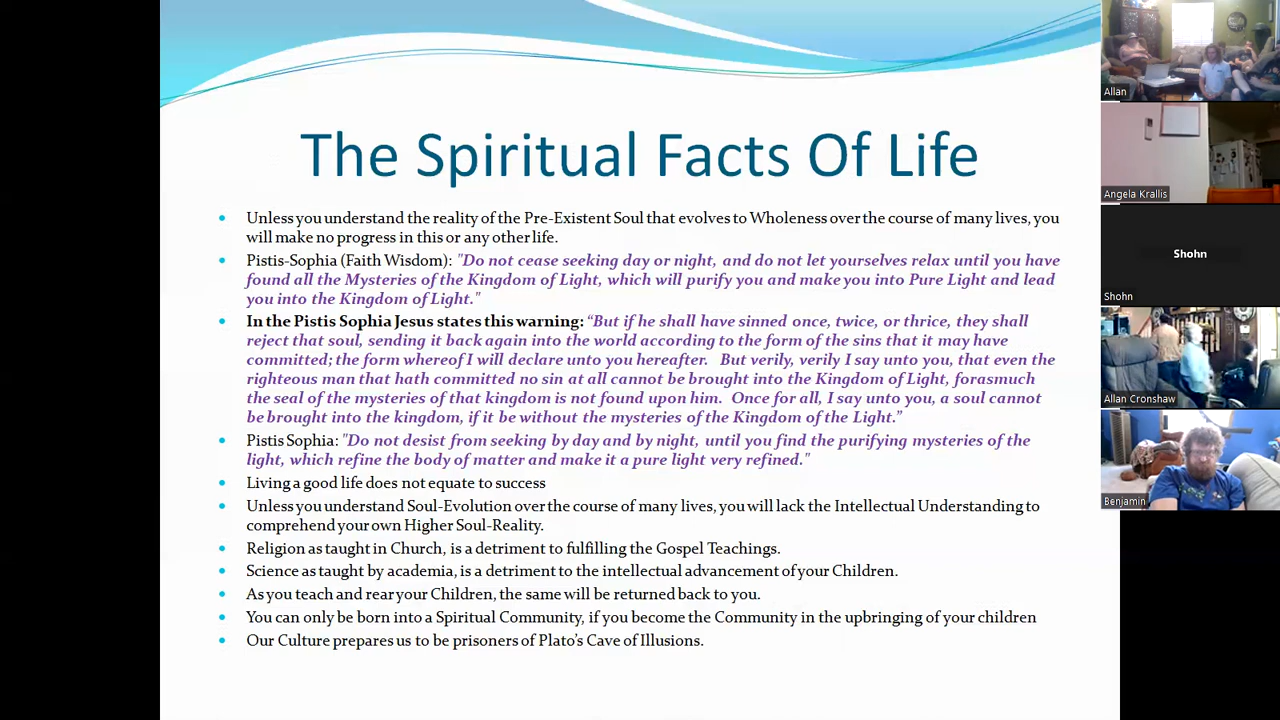 The Spiritual Facts Of Life
• Unless you understand the reality of the Pre-Existent Soul that evolves to Wholeness over the course of many lives, you
will make no progress in this or any other life.
• Pistis-Sophia (Faith Wisdom): "Do not cease seeking day or night, and do not let yourselves relax until you have
found all the Mysteries of the Kingdom of Light, which will purify you and make you into Pure Light and lead
you into the Kingdom of Light."
• In the Pistis Sophia Jesus states this warning: “But if he shall have sinned once, twice, or thrice, they shall
reject that soul, sending it back again into the world according to the form of the sins that it may have
committed; the form whereof I will declare unto you hereafter. But verily, verily I say unto you, that even the
righteous man that hath committed no sin at all cannot be brought into the Kingdom of Light, forasmuch
the seal of the mysteries of that kingdom is not found upon him. Once for all, I say unto you, a soul cannot
be brought into the kingdom, if it be without the mysteries of the Kingdom of the Light.”
• Pistis Sophia: "Do not desist from seeking by day and by night, until you find the purifying mysteries of the
light, which refine the body of matter and make it a pure light very refined."
• Living a good life does not equate to success
• Unless you understand Soul-Evolution over the course of many lives, you will lack the Intellectual Understanding to
comprehend your own Higher Soul-Reality.
• Religion as taught in Church, is a detriment to fulfilling the Gospel Teachings.
• Science as taught by academia, is a detriment to the intellectual advancement of your Children.
• As you teach and rear your Children, the same will be returned back to you.
• You can only be born into a Spiritual Community, if you become the Community in the upbringing of your children
• Our Culture prepares us to be prisoners of Plato’s Cave of Illusions.
Allan
Angela Krallis
Shohn
Shohn
Allan Cronshaw
Benjamin